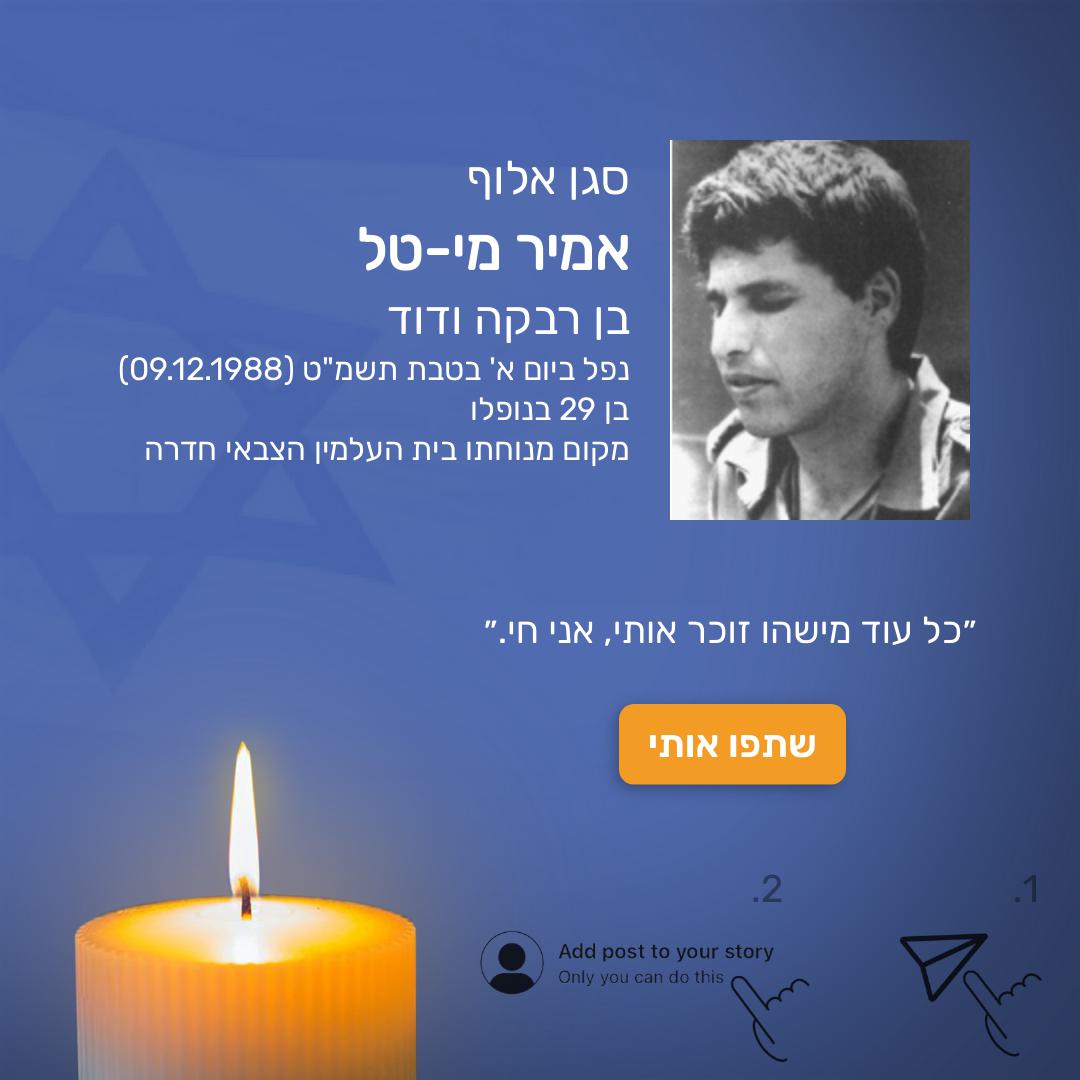 סגן אלוף
אמיר מי-טל
בן רבקה ודוד
נפל ביום א' בטבת תשמ"ט (09.12.1988)
בן 29 בנופלו
מקום מנוחתו בית העלמין הצבאי חדרה
״כל עוד מישהו זוכר אותי, אני חי.״
שתפו אותי
1.
2.
Add post to your story
Only you can do this